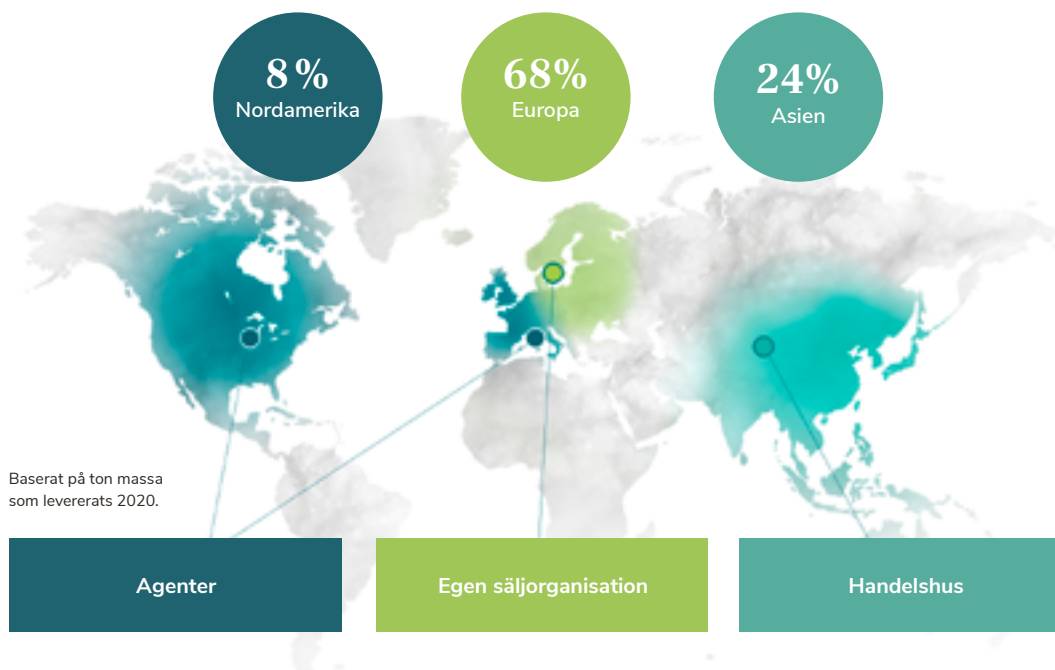 8 %
Nordamerika
68%
Europa
24%
Asien
Baserat på ton massa
som levererats 2020.
Agenter
Egen säljorganisation
Handelshus